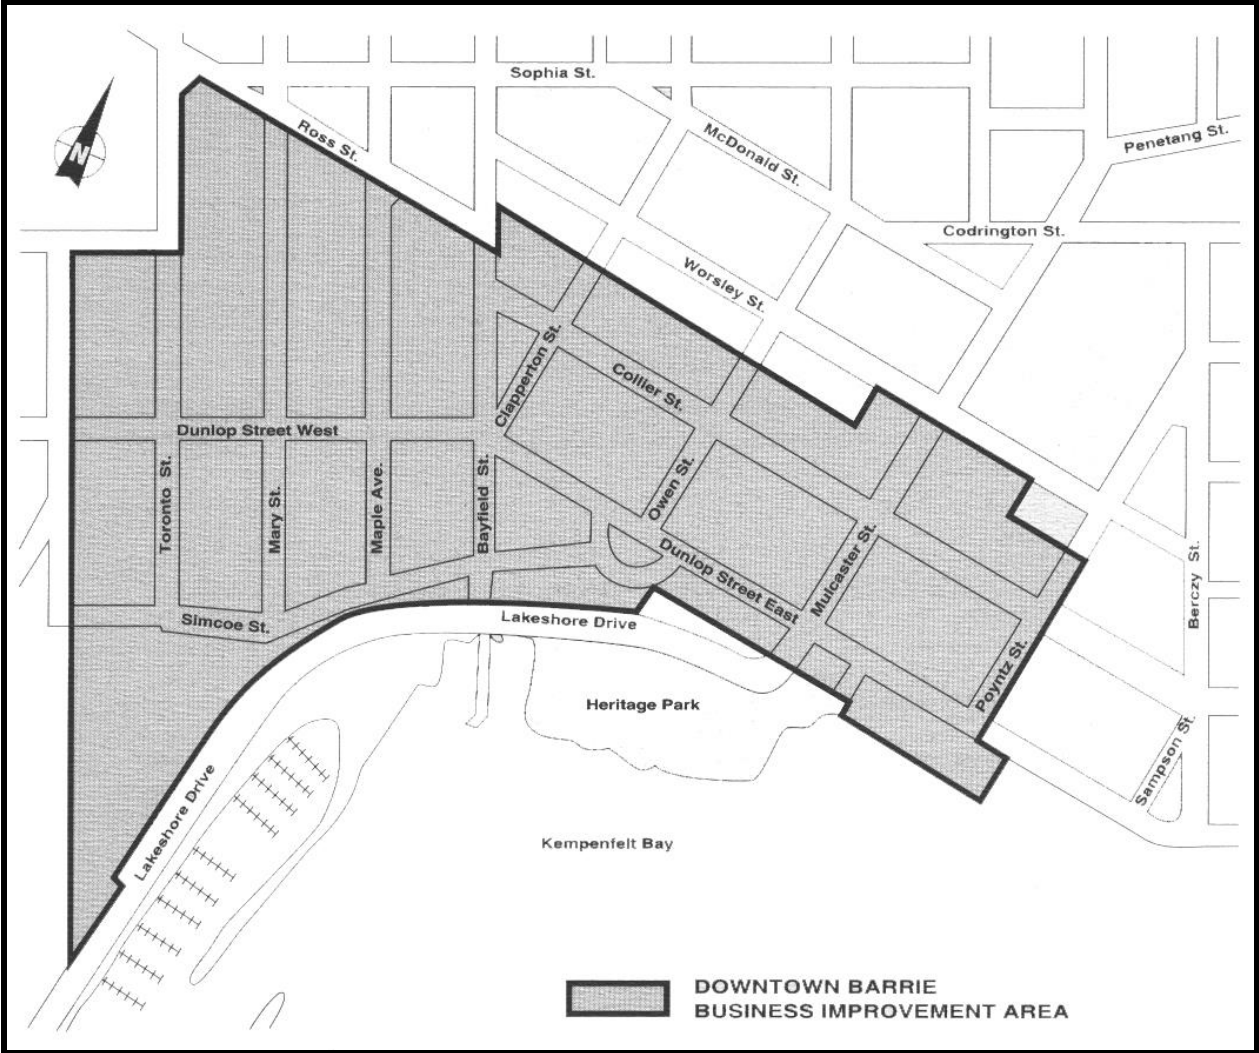 Sophia St.
Ross St.
McDonald St.
Penetang St.
Codrington St.
N
Worsley St.
Clapperton St.
Collier St.
Dunlop Street West
Toronto St.
Mary St.
Maple Ave.
Bayfield St.
Owen St.
Dunlop Street East
Mulcaster St.
Berczy St.
Simcoe St.
Lakeshore Drive
Poyntz St.
Heritage Park
Sampson St.
Lakeshore Drive
Kempenfelt Bay
DOWNTOWN BARRIE
BUSINESS IMPROVEMENT AREA